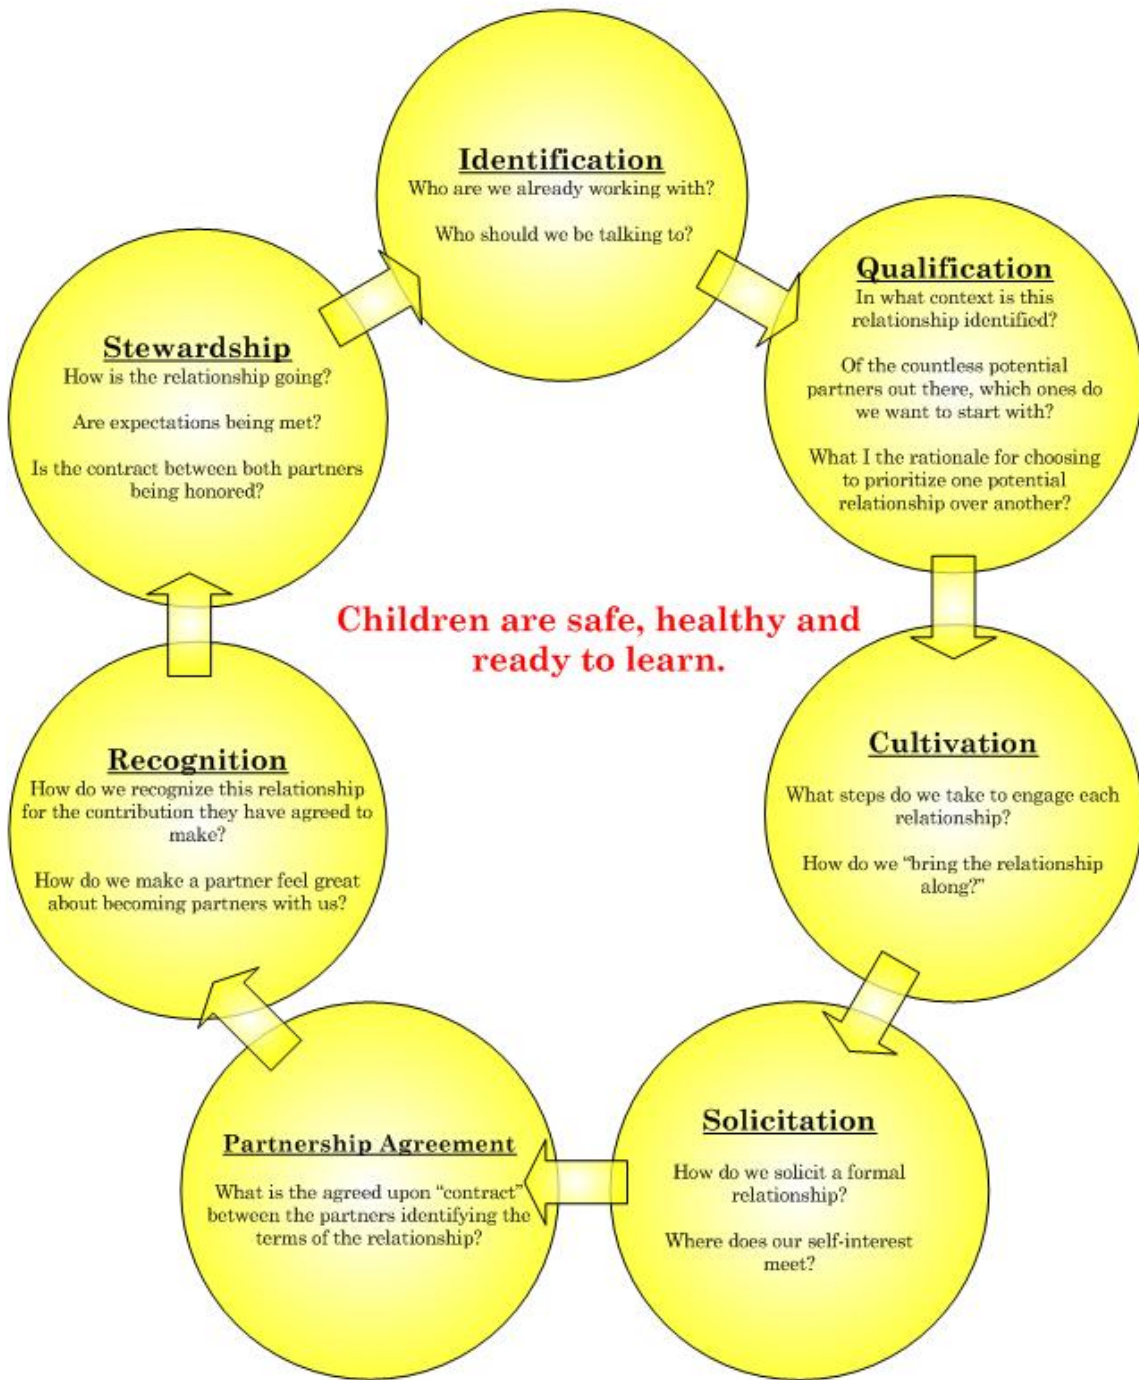 Identification
Who are we already working with?
Who should we be talking to?
Qualification
In what context is this
relationship identified?
Of the countless potential
partners out there, which ones do
we want to start with?
What I the rationale for choosing
to prioritize one potential
relationship over another?
Cultivation
What steps do we take to engage each
relationship?
How do we “bring the relationship
along?”
Solicitation
How do we solicit a formal
relationship?
Where does our self-interest
meet?
Partnership Agreement
What is the agreed upon “contract”
between the partners identifying the
terms of the relationship?
Recognition
How do we recognize this relationship
for the contribution they have agreed to
make?
How do we make a partner feel great
about becoming partners with us?
Stewardship
How is the relationship going?
Are expectations being met?
Is the contract between both partners
being honored?
Children are safe, healthy and
ready to learn.